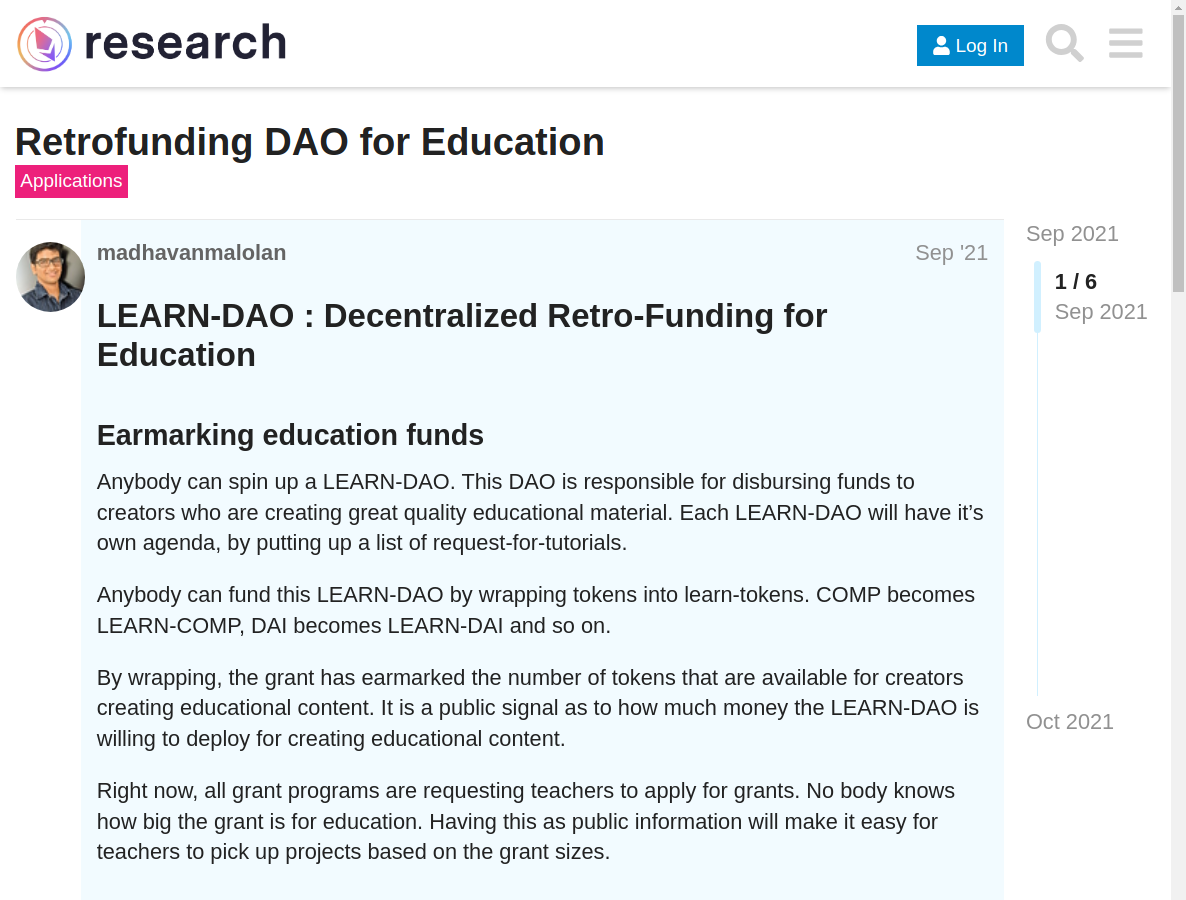 research
Log In
Retrofunding DAO for Education
Applications
madhavanmalolan
Sep '21
LEARN-DAO : Decentralized Retro-Funding for
Education
Earmarking education funds
Anybody can spin up a LEARN-DAO. This DAO is responsible for disbursing funds to
creators who are creating great quality educational material. Each LEARN-DAO will have it’s
own agenda, by putting up a list of request-for-tutorials.
Anybody can fund this LEARN-DAO by wrapping tokens into learn-tokens. COMP becomes
LEARN-COMP, DAI becomes LEARN-DAI and so on.
By wrapping, the grant has earmarked the number of tokens that are available for creators
creating educational content. It is a public signal as to how much money the LEARN-DAO is
willing to deploy for creating educational content.
Right now, all grant programs are requesting teachers to apply for grants. No body knows
how big the grant is for education. Having this as public information will make it easy for
teachers to pick up projects based on the grant sizes.
Sep 2021
1 / 6
Sep 2021
Oct 2021